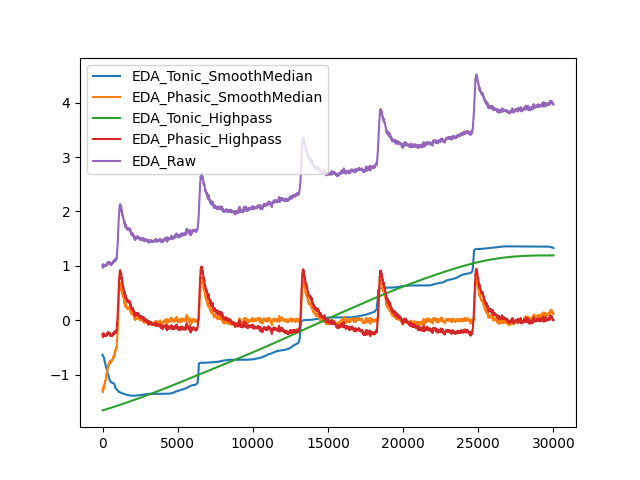 EDA_Tonic_SmoothMedian
EDA_Phasic_SmoothMedian
EDA_Tonic_Highpass
EDA_Phasic_Highpass
EDA_Raw
4
3
2
1
0
−1
0 5000 10000 15000 20000 25000 30000